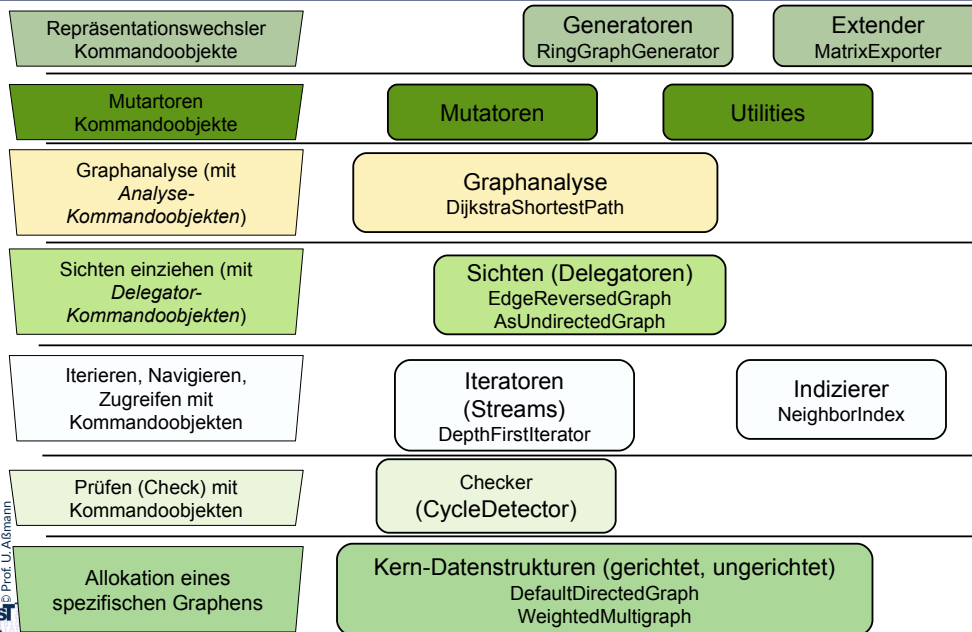 Repräsentationswechsler
Kommandoobjekte
Generatoren
RingGraphGenerator
Extender
MatrixExporter
Mutartoren
Kommandoobjekte
Mutatoren
Utilities
Graphanalyse (mit
Analyse-
Kommandoobjekten)
Graphanalyse
DijkstraShortestPath
Sichten einziehen (mit
Delegator-
Kommandoobjekten)
Sichten (Delegatoren)
EdgeReversedGraph
AsUndirectedGraph
Iterieren, Navigieren,
Zugreifen mit
Kommandoobjekten
Iteratoren
(Streams)
DepthFirstIterator
Indizierer
NeighborIndex
Prüfen (Check) mit
Kommandoobjekten
Checker
(CycleDetector)
Allokation eines
spezifischen Graphens
Kern-Datenstrukturen (gerichtet, ungerichtet)
DefaultDirectedGraph
WeightedMultigraph
© Prof. U. Aßmann